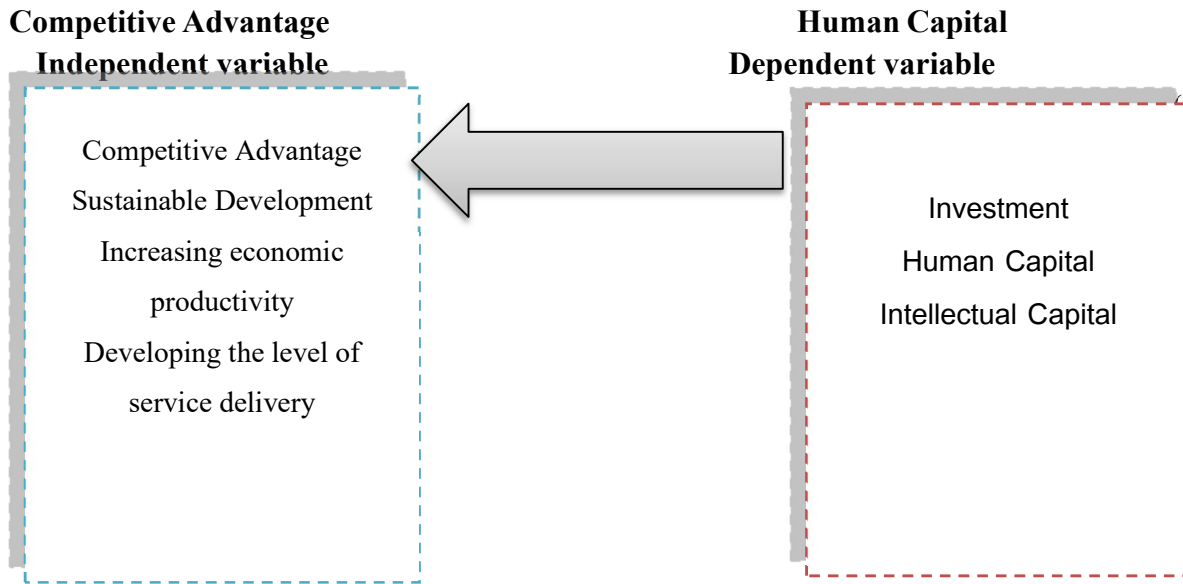 Competitive Advantage
Independent variable
Competitive Advantage
Sustainable Development
Increasing economic
productivity
Developing the level of
service delivery
Human Capital
Dependent variable
Investment
Human Capital
Intellectual Capital